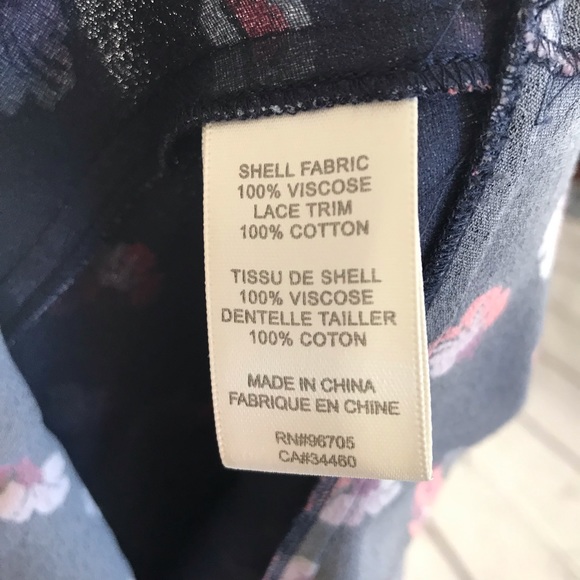 SHELL FABRIC
100% VISCOSE
LACE TRIM
100% COTTON
TISSU DE SHELL
100% VISCOSE
DENTELLE TAILLER
100% COTON
MADE IN CHINA
FABRIQUE EN CHINE
RN#96705
CA#34460